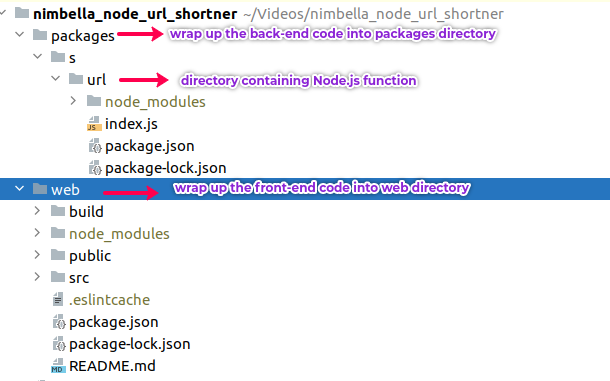 nimbella_node_url_shortner ~/Videos/nimbella_node_url_shortner
packages wrap up the back-end code into packages directory
s
url directory containing Node.js function
node_modules
index.js
package.json
package-lock.json
web wrap up the front-end code into web directory
build
node_modules
public
src
.eslintcache
package.json
package-lock.json
README.md